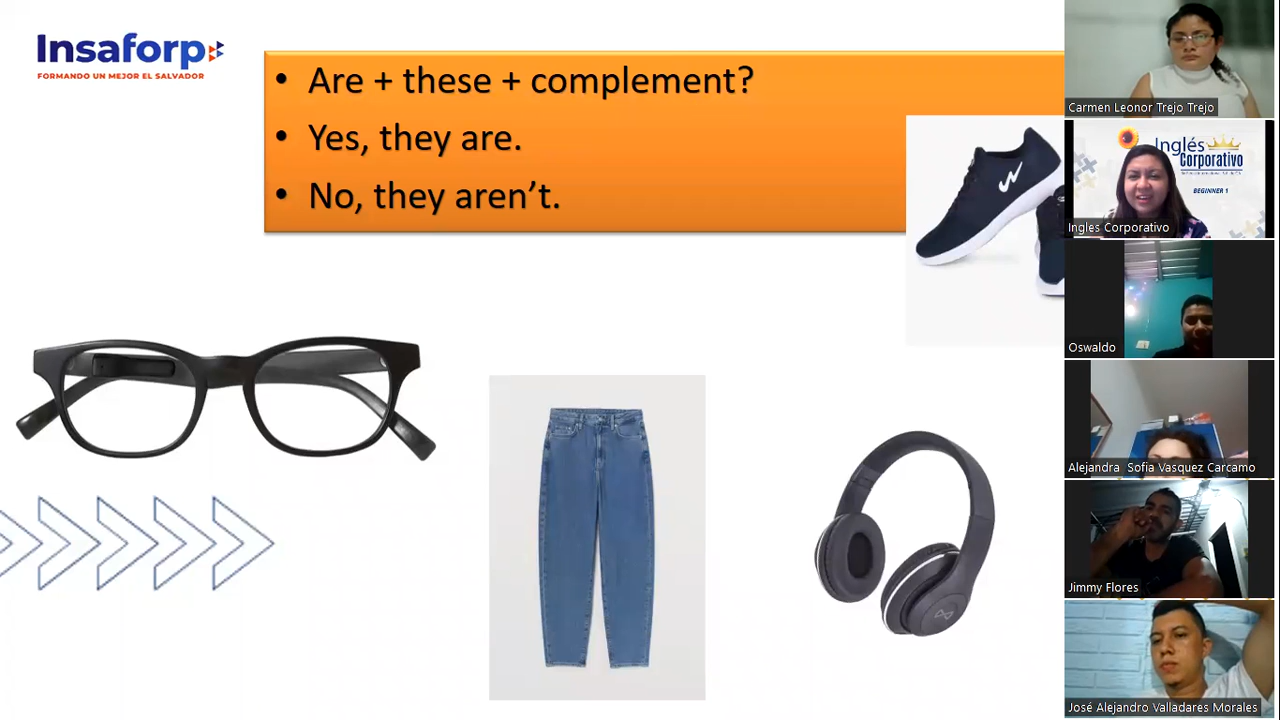 Insaforp
FORMANDO UN MEJOR EL SALVADOR
• Are + these + complement?
• Yes, they are.
• No, they aren’t.
Carmen Leonor Trejo Trejo
Inglés
Corporativo
BEGINNER 1
Ingles Corporativo
Oswaldo
Alejandra Sofía Vasquez Carcamo
Jimmy Flores
José Alejandro Valladares Morales